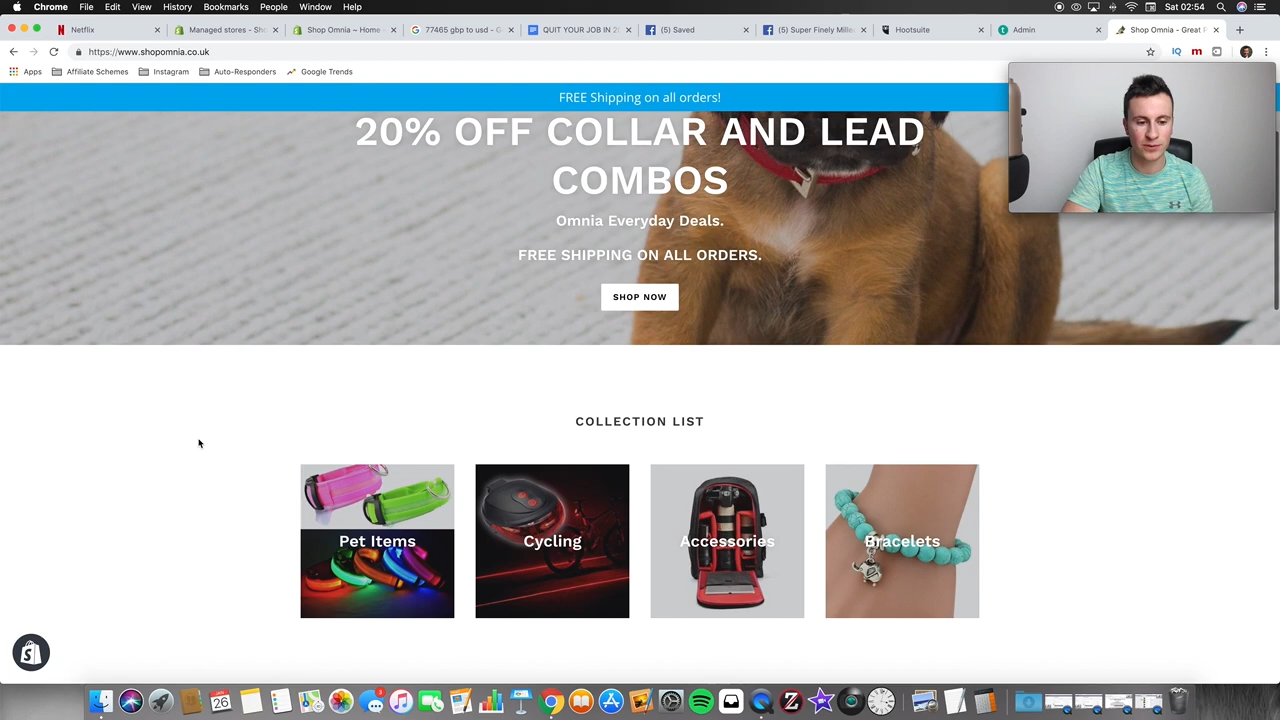 Chrome File Edit View History Bookmarks People Window Help Sat 02:54
Netflix
Managed stores - Sho
Shop Omnia ~ Home
77465 gbp to usd - G
QUIT YOUR JOB IN 2
(5) Saved
(5) Super Finely Mille
Hootsuite
Admin
Shop Omnia - Great F
https://www.shopomnia.co.uk
Apps Affiliate Schemes Instagram Auto-Responders Google Trends
FREE Shipping on all orders!
20% OFF COLLAR AND LEAD
COMBOS
Omnia Everyday Deals.
FREE SHIPPING ON ALL ORDERS.
SHOP NOW
COLLECTION LIST
Pet Items
Cycling
Accessories
Bracelets
26
3